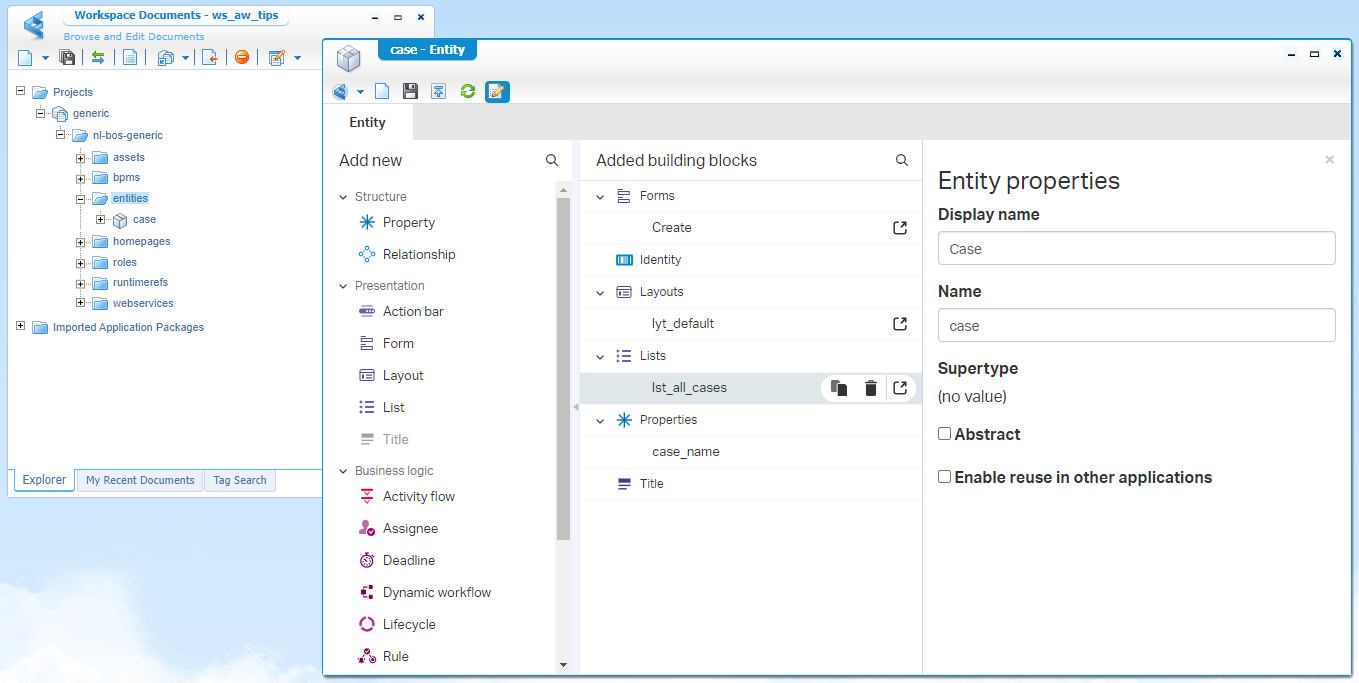 Workspace Documents - ws_aw_tips
Browse and Edit Documents
Projects
generic
nl-bos-generic
assets
bpms
entities
case
homepages
roles
runtimerefs
webservices
Imported Application Packages
Explorer
My Recent Documents
Tag Search
case - Entity
Entity
Add new
Structure
Property
Relationship
Presentation
Action bar
Form
Layout
List
Title
Business logic
Activity flow
Assignee
Deadline
Dynamic workflow
Lifecycle
Rule
Added building blocks
Forms
Create
Identity
Layouts
lyt_default
Lists
lst_all_cases
Properties
case_name
Title
Entity properties
Display name
Case
Name
case
Supertype
(no value)
Abstract
Enable reuse in other applications